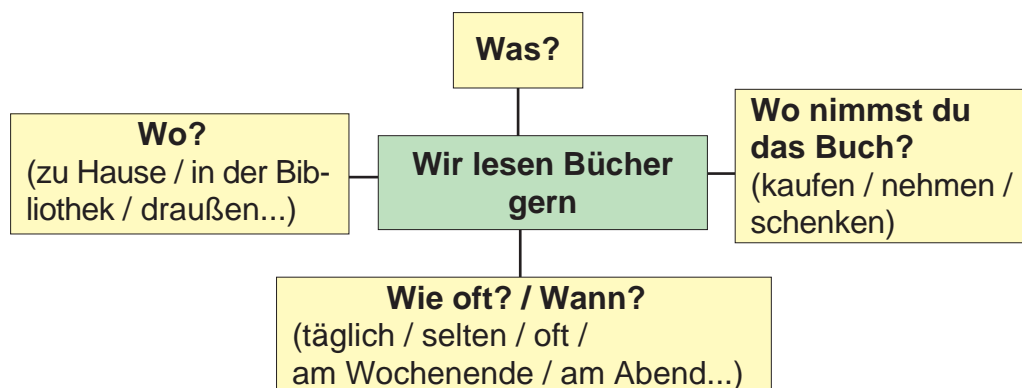 Was?
Wo?
(zu Hause / in der Bib-
liothek / draußen...)
Wir lesen Bücher
gern
Wo nimmst du
das Buch?
(kaufen / nehmen /
schenken)
Wie oft? / Wann?
(täglich / selten / oft /
am Wochenende / am Abend...)